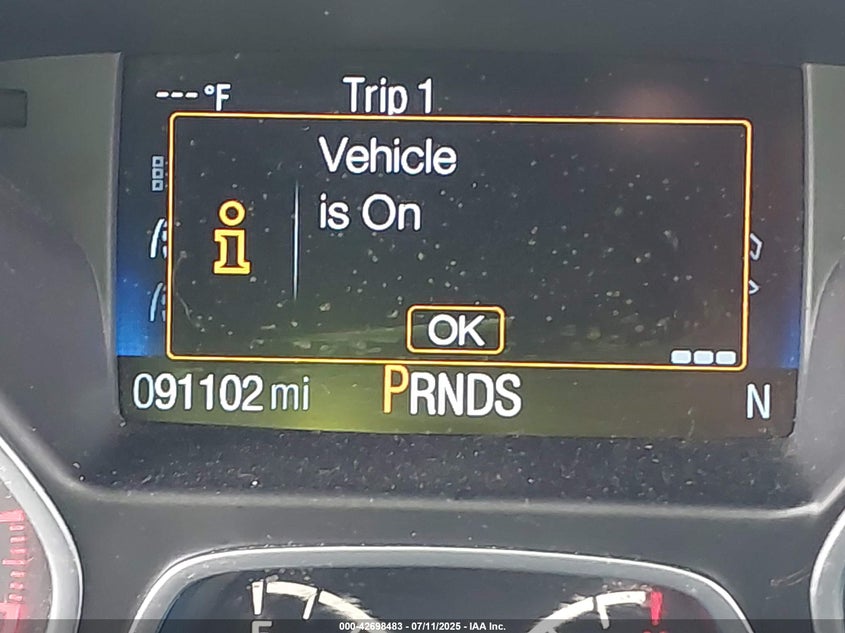 ---°F
Trip 1
Vehicle
is On
OK
091102 mi
PRNDS
N
000-42698483 - 07/11/2025 - IAA Inc.